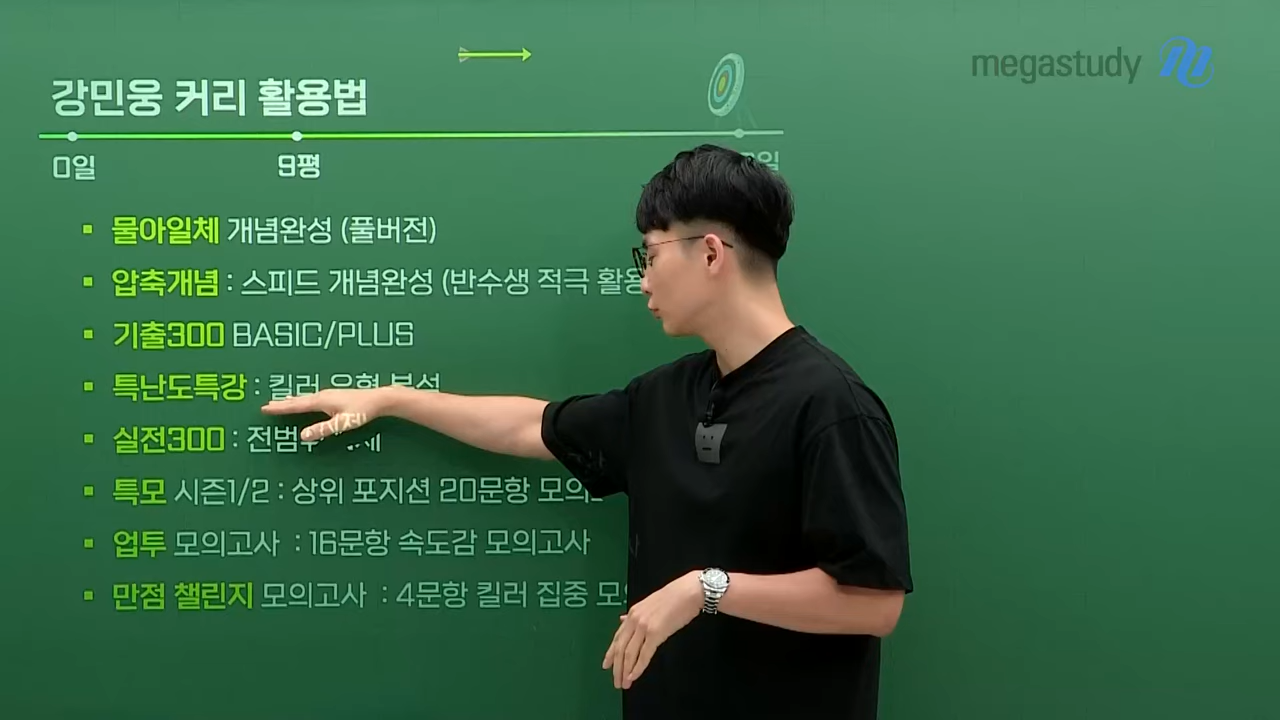 megastudy
강민웅 커리 활용법
0일 9평
물아일체 개념완성 (풀버전)
압축개념 : 스피드 개념완성 (반수생 적극 활용
기출300 BASIC/PLUS
특난도특강 : 킬러 유형 분석
실전300 : 전범위
특모 시즌1/2 : 상위 포지션 20문항 모의
업투 모의고사 : 16문항 속도감 모의고사
만점 챌린지 모의고사 : 4문항 킬러 집중 모